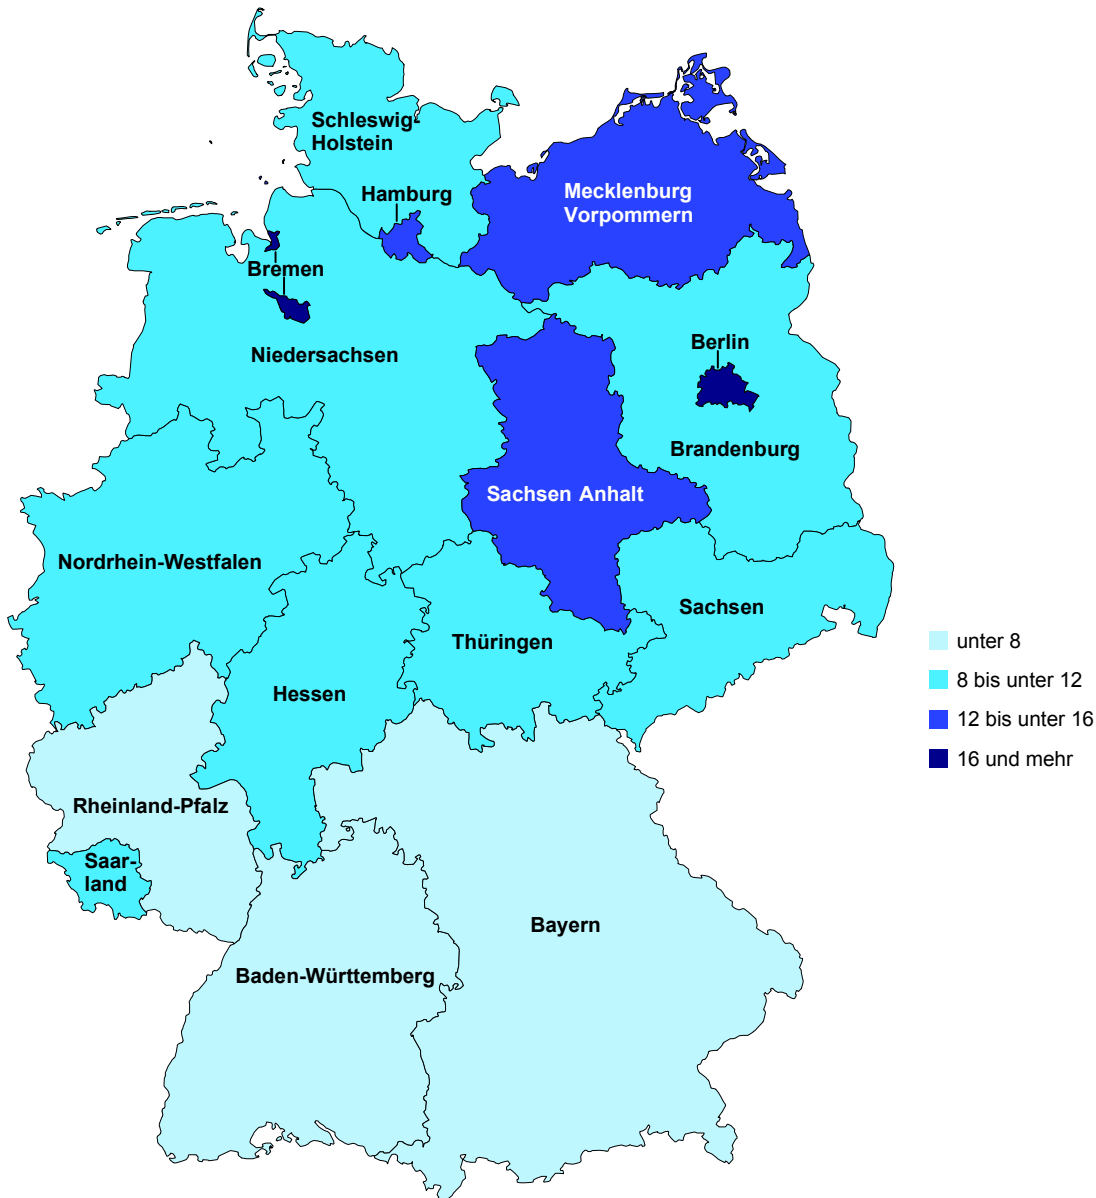 Schleswig-
Holstein
Hamburg
Mecklenburg
Vorpommern
Bremen
Niedersachsen
Berlin
Brandenburg
Sachsen Anhalt
Nordrhein-Westfalen
Sachsen
Thüringen
Hessen
unter 8
8 bis unter 12
12 bis unter 16
16 und mehr
Rheinland-Pfalz
Saar-
land
Bayern
Baden-Württemberg